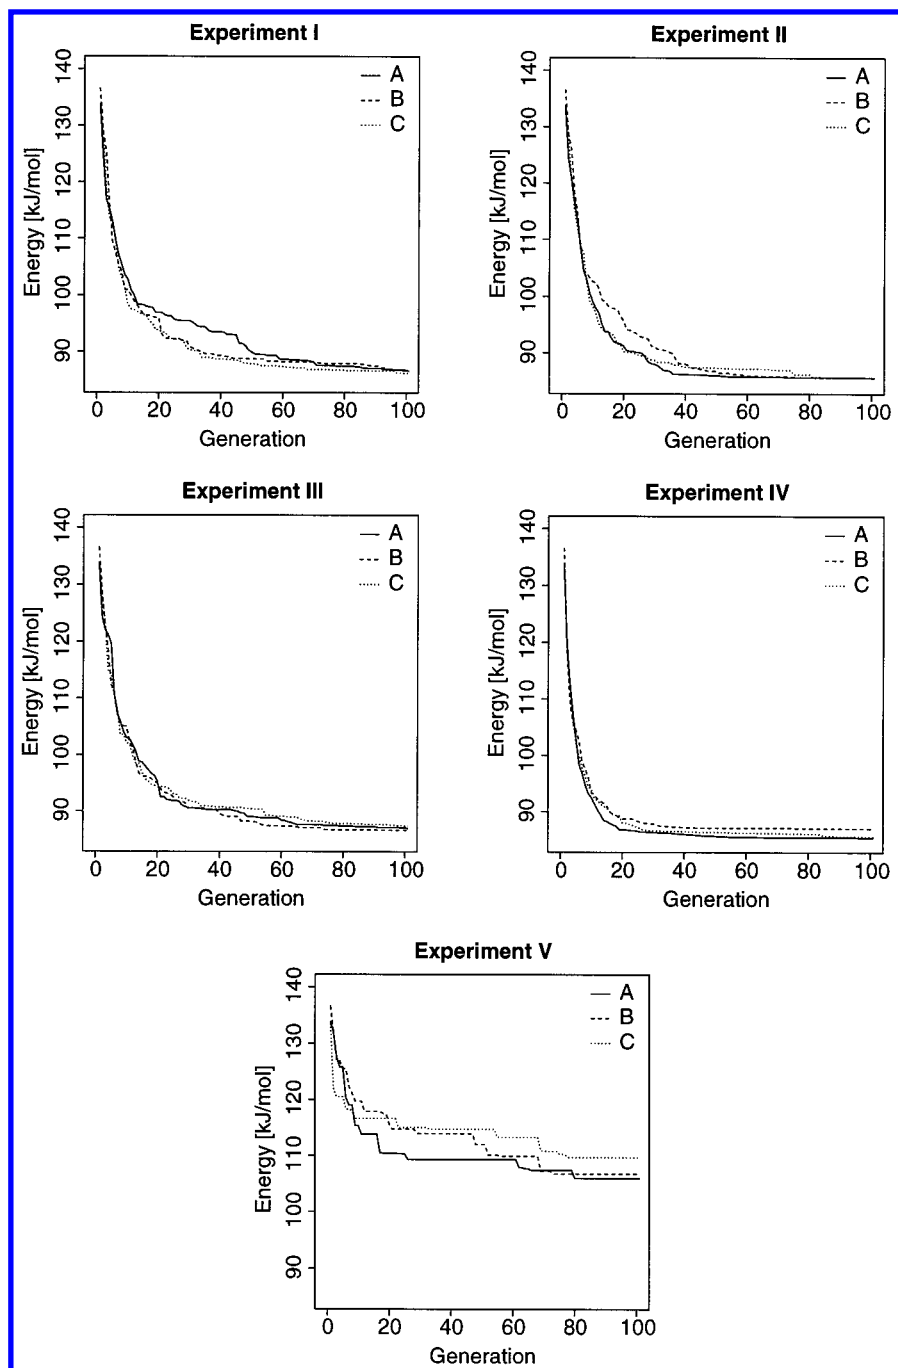 Experiment I
Energy [kJ/mol]
140
130
120
110
100
90
A
B
C
0 20 40 60 80 100
Generation
Experiment II
Energy [kJ/mol]
140
130
120
110
100
90
A
B
C
0 20 40 60 80 100
Generation
Experiment III
Energy [kJ/mol]
140
130
120
110
100
90
A
B
C
0 20 40 60 80 100
Generation
Experiment IV
Energy [kJ/mol]
140
130
120
110
100
90
A
B
C
0 20 40 60 80 100
Generation
Experiment V
Energy [kJ/mol]
140
130
120
110
100
90
A
B
C
0 20 40 60 80 100
Generation